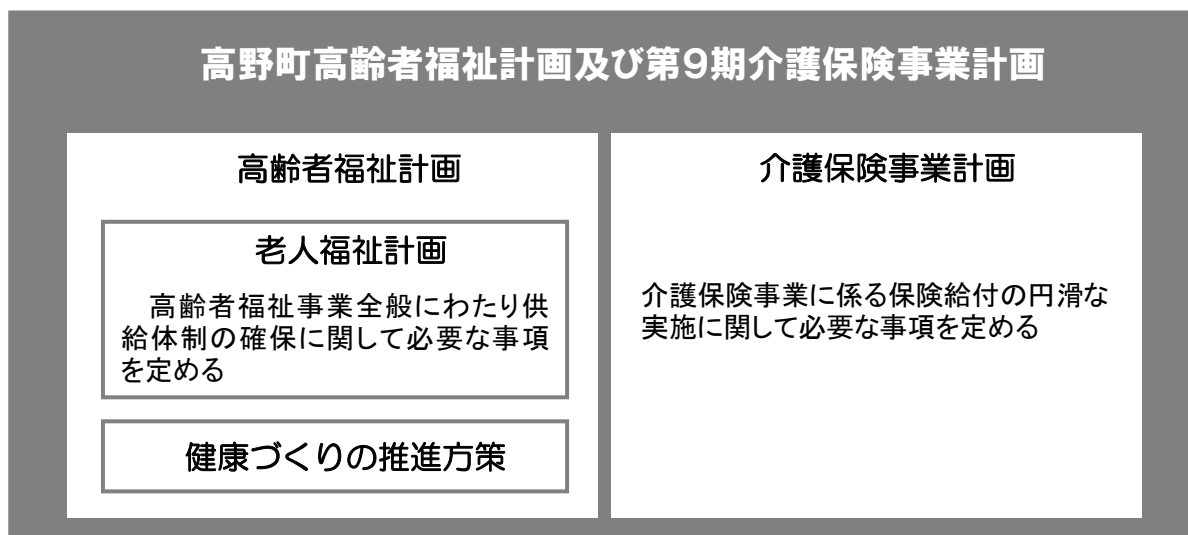 高野町高齢者福祉計画及び第9期介護保険事業計画
高齢者福祉計画
老人福祉計画
高齢者福祉事業全般にわたり供
給体制の確保に関して必要な事項
を定める
健康づくりの推進方策
介護保険事業計画
介護保険事業に係る保険給付の円滑な
実施に関して必要な事項を定める